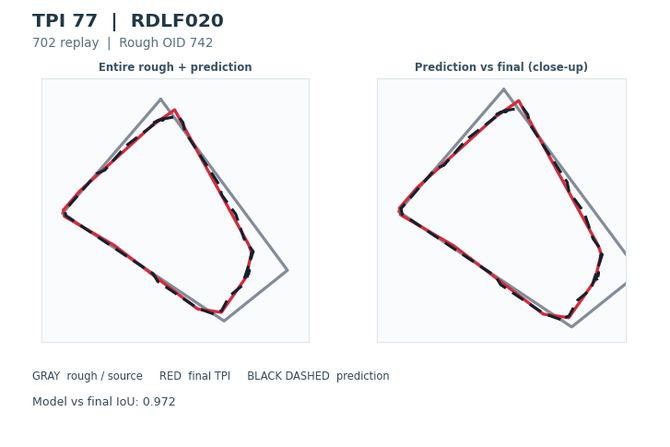 TPI 77 | RDLF020
702 replay | Rough OID 742
Entire rough + prediction
Prediction vs final (close-up)
GRAY rough / source RED final TPI BLACK DASHED prediction
Model vs final IoU: 0.972